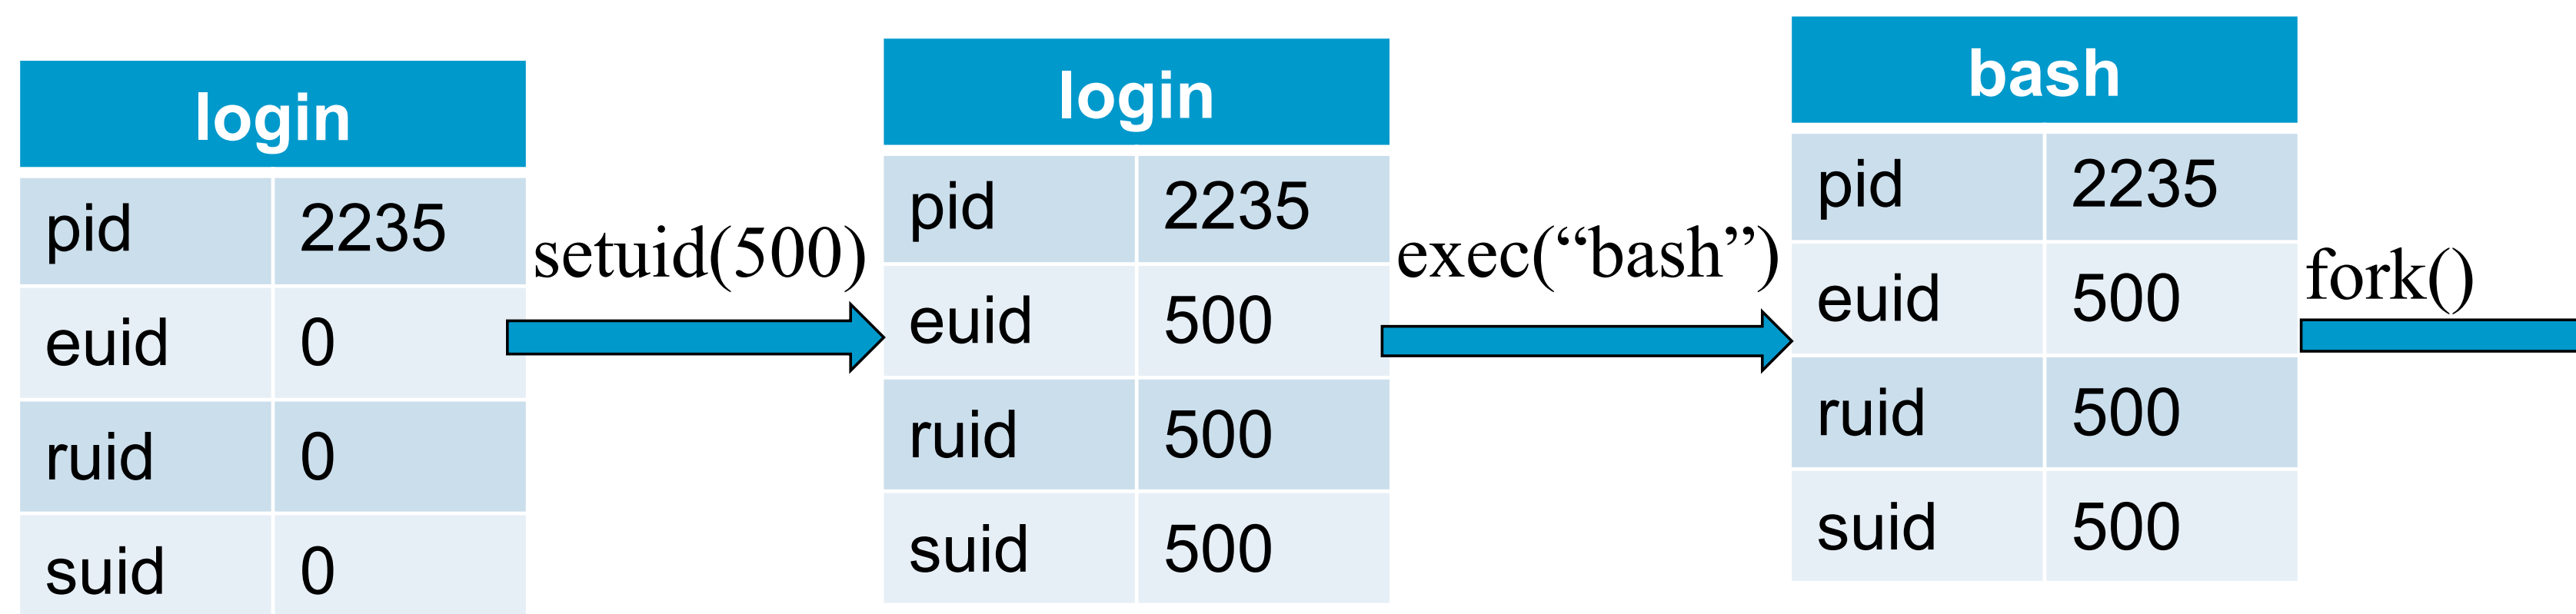 login
pid 2235
euid 0
ruid 0
suid 0
setuid(500)
login
pid 2235
euid 500
ruid 500
suid 500
exec(“bash”)
bash
pid 2235
euid 500
ruid 500
suid 500
fork()